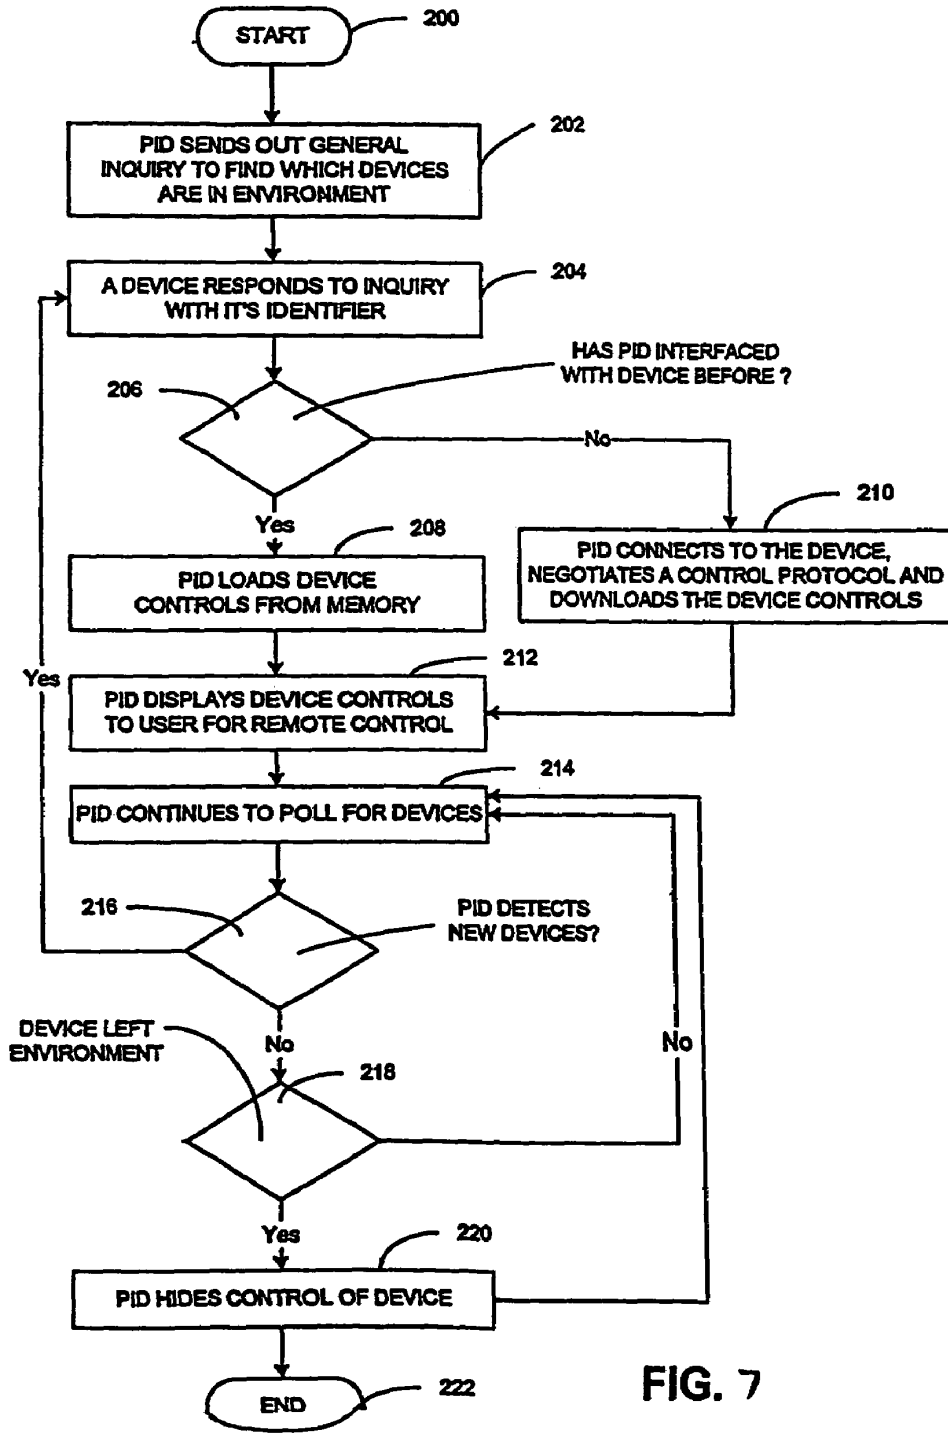 START
200
PID SENDS OUT GENERAL
INQUIRY TO FIND WHICH DEVICES
ARE IN ENVIRONMENT
202
A DEVICE RESPONDS TO INQUIRY
WITH IT'S IDENTIFIER
204
HAS PID INTERFACED
WITH DEVICE BEFORE ?
206
No
Yes
208
210
PID LOADS DEVICE
CONTROLS FROM MEMORY
PID CONNECTS TO THE DEVICE,
NEGOTIATES A CONTROL PROTOCOL AND
DOWNLOADS THE DEVICE CONTROLS
212
Yes
PID DISPLAYS DEVICE CONTROLS
TO USER FOR REMOTE CONTROL
214
PID CONTINUES TO POLL FOR DEVICES
216
PID DETECTS
NEW DEVICES?
No
DEVICE LEFT
ENVIRONMENT
No
218
Yes
220
PID HIDES CONTROL OF DEVICE
END
222
FIG. 7